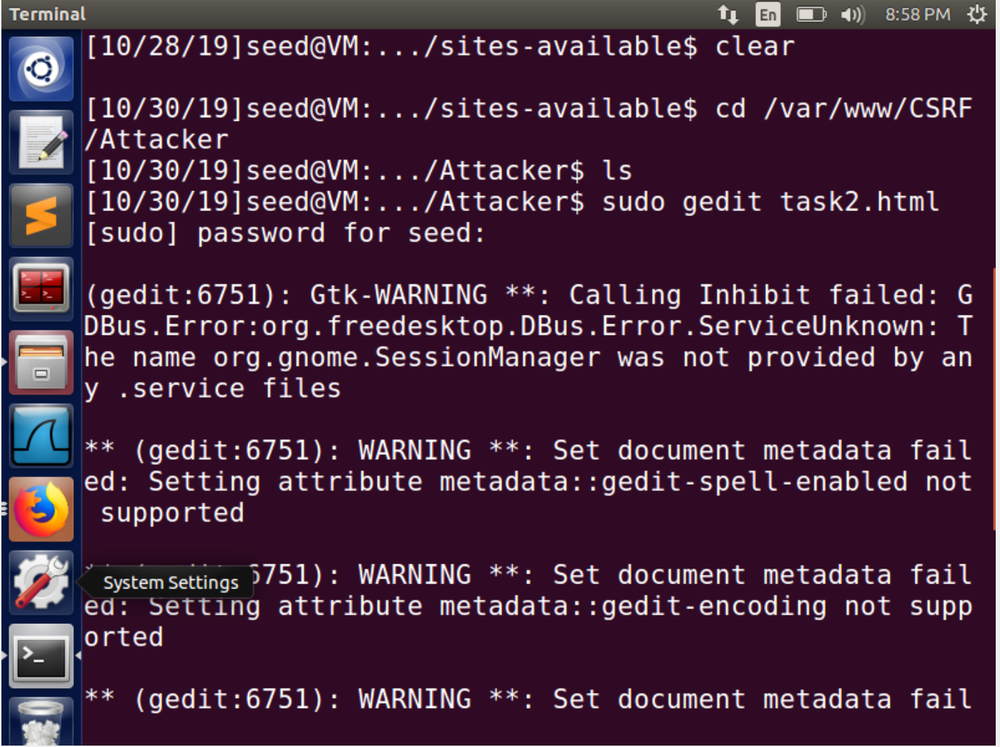 Terminal
En
8:58 PM
[10/28/19]seed@VM:.../sites-available$ clear
[10/30/19]seed@VM:.../sites-available$ cd /var/www/CSRF
/Attacker
[10/30/19]seed@VM:.../Attacker$ ls
[10/30/19]seed@VM:.../Attacker$ sudo gedit task2.html
[sudo] password for seed:
(gedit:6751): Gtk-WARNING **: Calling Inhibit failed: G
DBus.Error:org.freedesktop.DBus.Error.ServiceUnknown: T
he name org.gnome.SessionManager was not provided by an
y .service files
** (gedit:6751): WARNING **: Set document metadata fail
ed: Setting attribute metadata::gedit-spell-enabled not
 supported
6751): WARNING **: Set document metadata fail
System Settings
ed: Setting attribute metadata::gedit-encoding not supp
orted
** (gedit:6751): WARNING **: Set document metadata fail